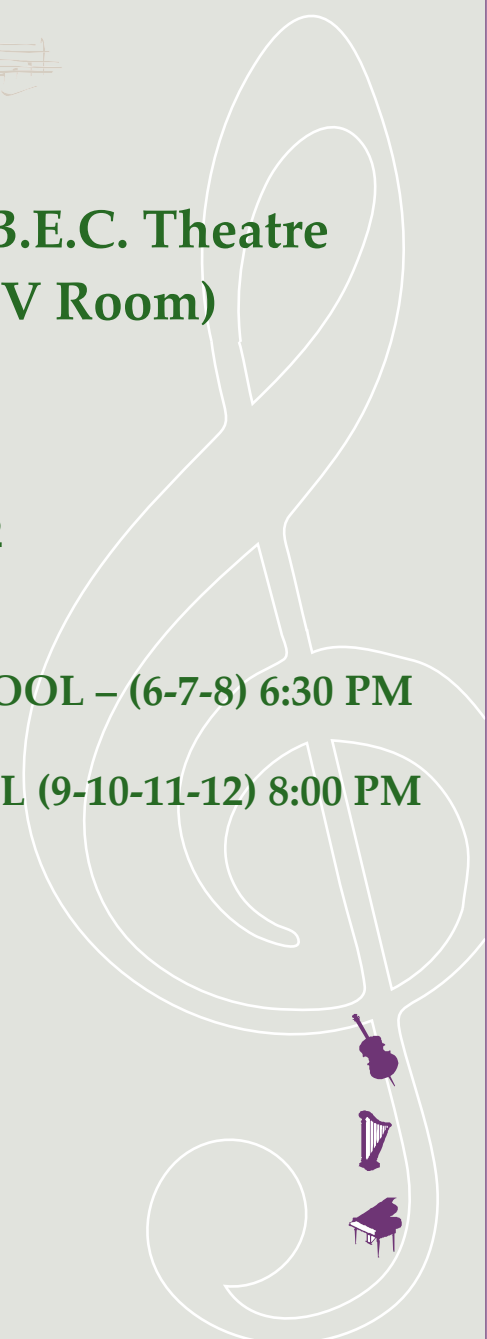 B.E.C. Theatre
V Room)
OOL – (6-7-8) 6:30 PM
L (9-10-11-12) 8:00 PM